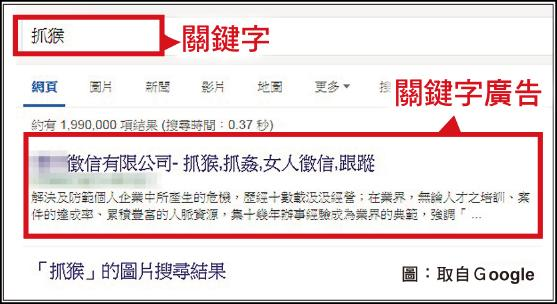 抓猴
關鍵字
網頁 圖片 新聞 影片 地圖 更多
關鍵字廣告
約有 1,990,000 項結果 (搜尋時間：0.37 秒)
徵信有限公司- 抓猴,抓姦,女人徵信,跟蹤
解決及防範個人企業中所產生的危機，歷經十數載汲汲經營；在業界，無論人才之培訓、案
件的達成率、累積豐富的人脈資源，集十幾年辦事經驗成為業界的典範，強調「 ...
「抓猴」的圖片搜尋結果
圖：取自Google